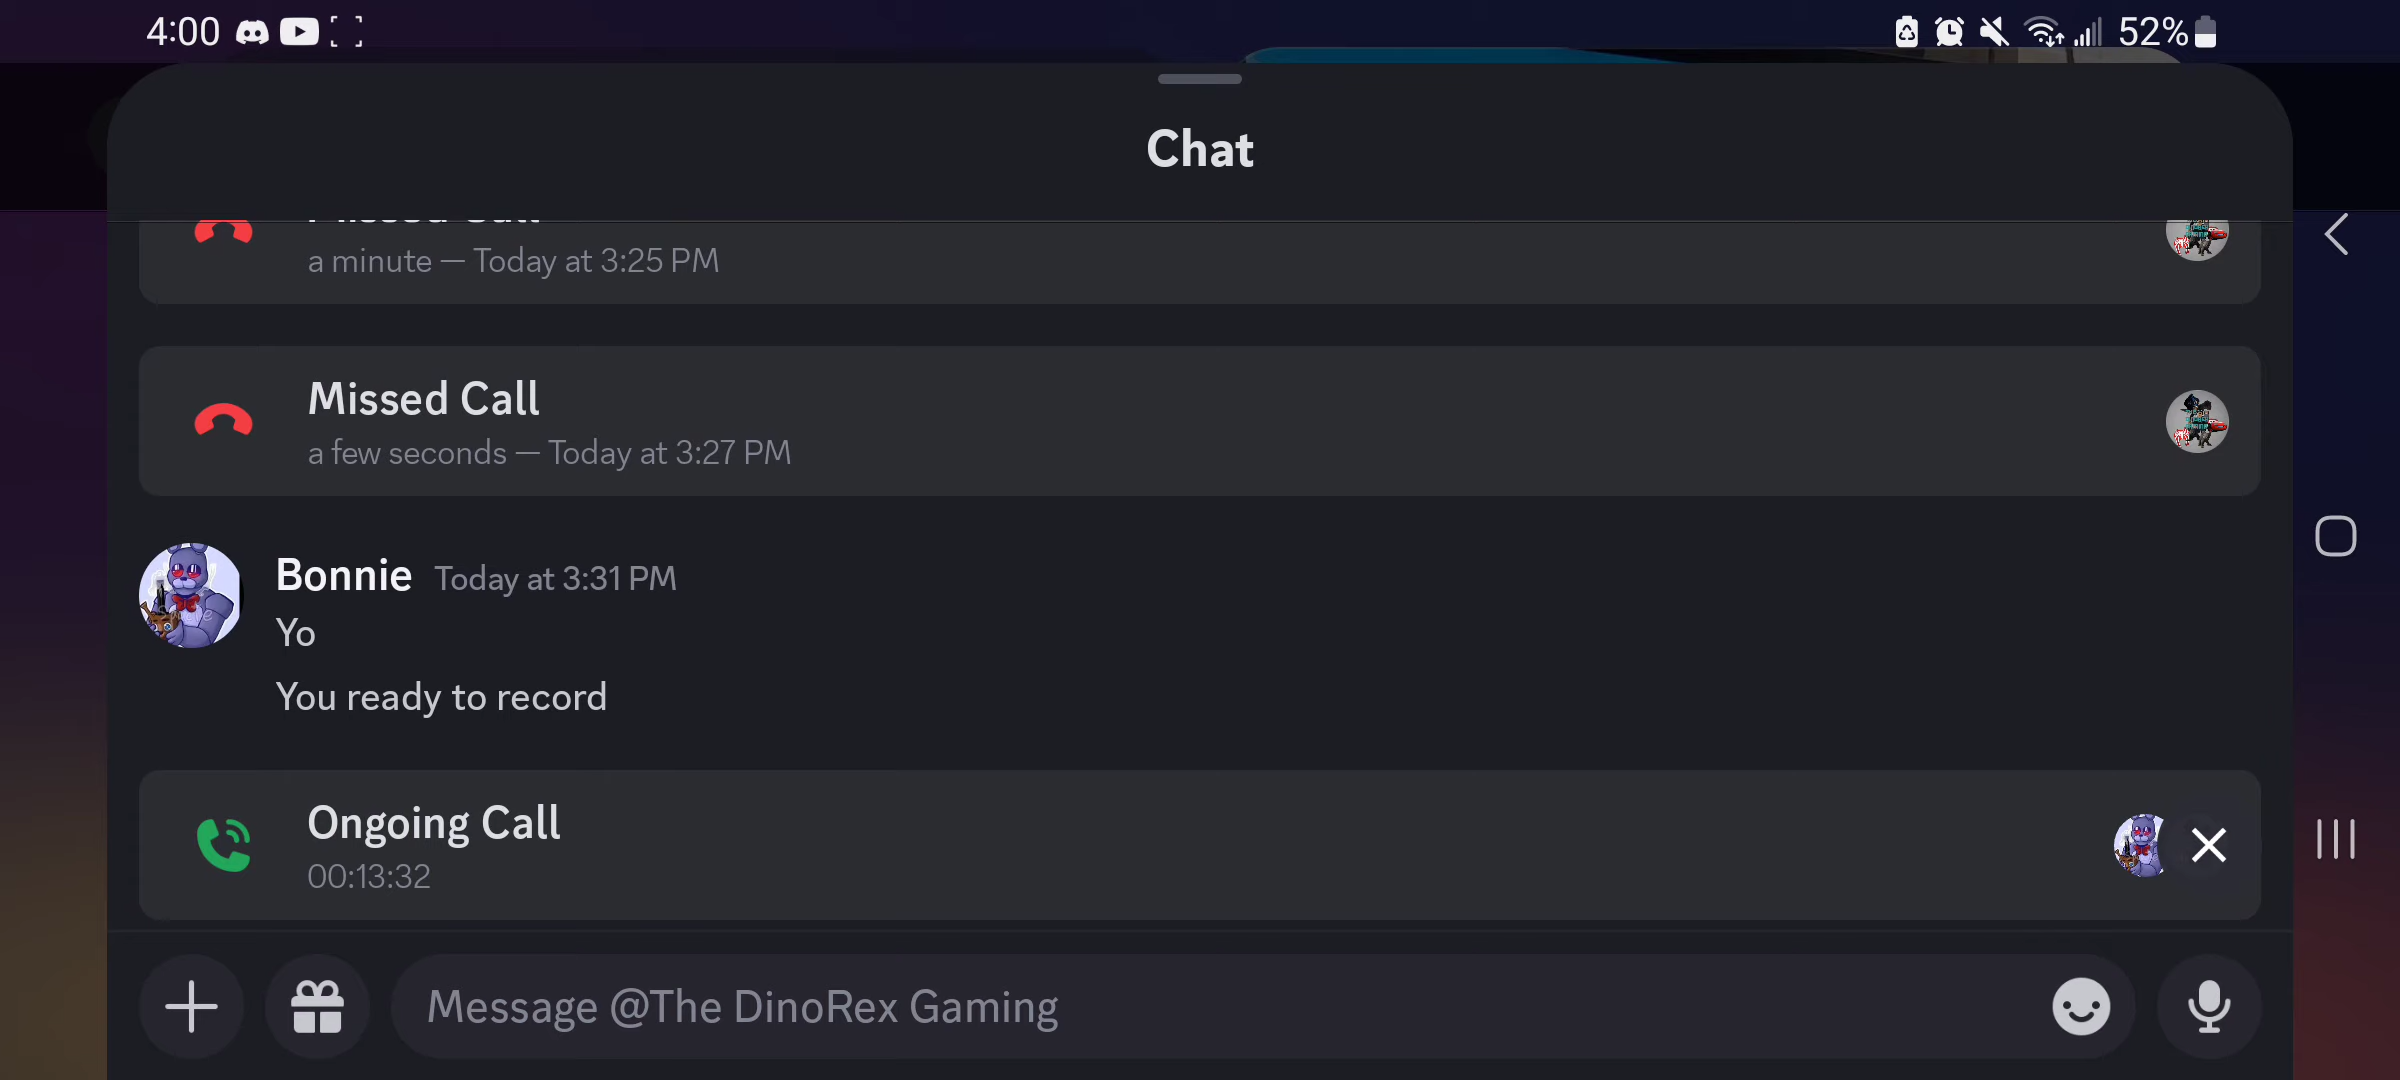 4:00
52%
Chat
Missed Call
a minute — Today at 3:25 PM
Missed Call
a few seconds — Today at 3:27 PM
Bonnie Today at 3:31 PM
Yo
You ready to record
Ongoing Call
00:13:32
Message @The DinoRex Gaming